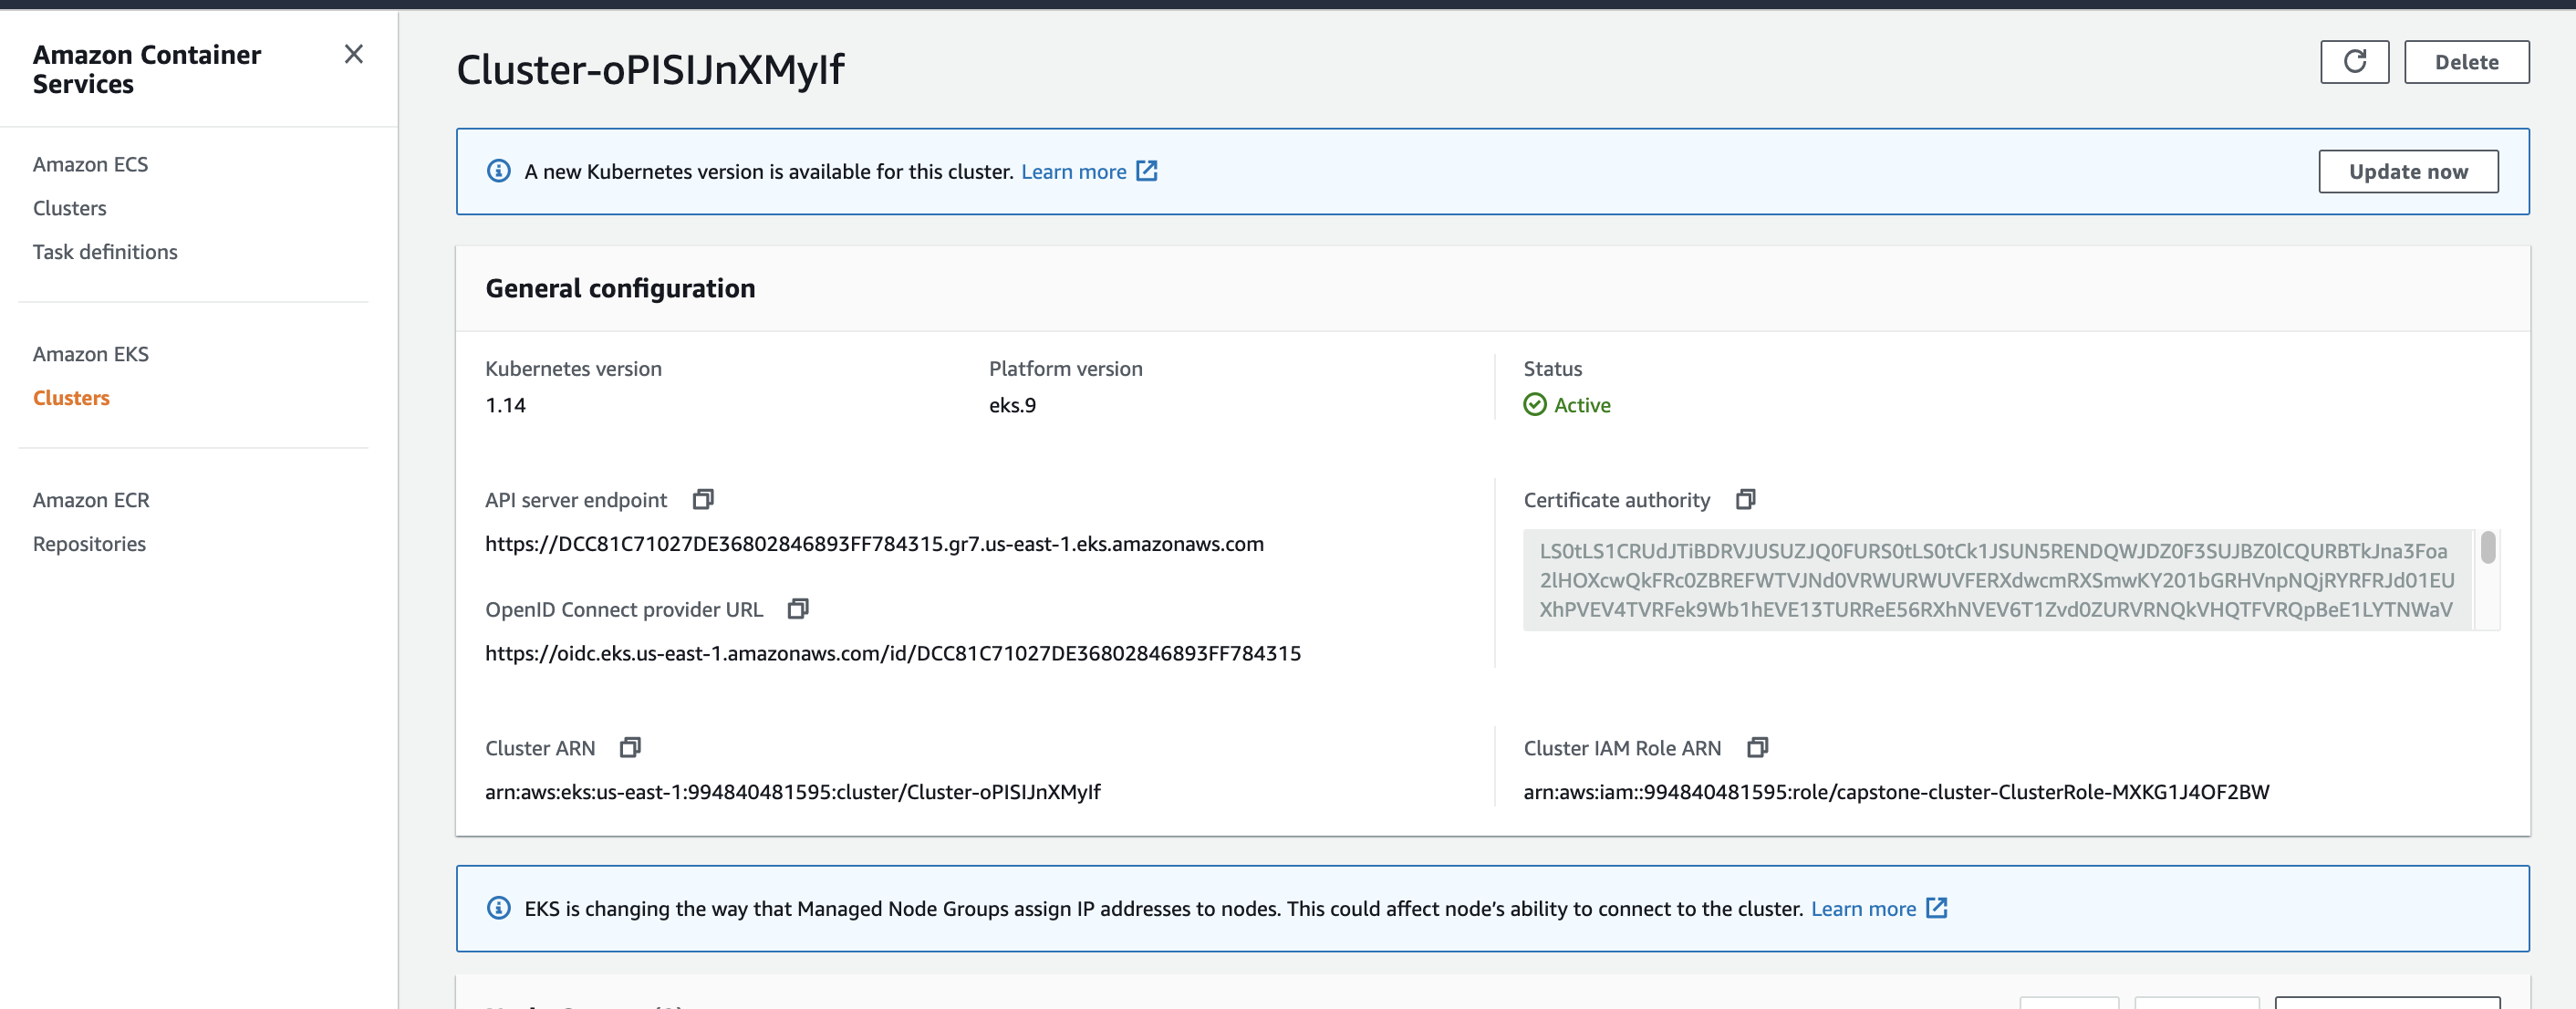 Amazon Container
Services
Amazon ECS
Clusters
Task definitions
Amazon EKS
Clusters
Amazon ECR
Repositories
Cluster-oPISIJnXMyIf
Delete
A new Kubernetes version is available for this cluster. Learn more
Update now
General configuration
Kubernetes version
1.14
Platform version
eks.9
Status
Active
API server endpoint
https://DCC81C71027DE36802846893FF784315.gr7.us-east-1.eks.amazonaws.com
OpenID Connect provider URL
https://oidc.eks.us-east-1.amazonaws.com/id/DCC81C71027DE36802846893FF784315
Certificate authority
LS0tLS1CRUdJTiBDRVJUSUZJQ0FURS0tLS0tCk1JSUN5RENDQWJDZ0F3SUJBZ0lCQURBTkJna3Foa
2lHOXcwQkFRc0ZBREFWTVJNd0VRWURWUVFERXdwcmRXSmwKY201bGRHVnpNQjRYRFRJd01EU
XhPVEV4TVRFek9Wb1hEVE13TURReE56RXhNVEV6T1Zvd0ZURVRNQkVHQTFVRQpBeE1LYTNWaV
Cluster ARN
arn:aws:eks:us-east-1:994840481595:cluster/Cluster-oPISIJnXMyIf
Cluster IAM Role ARN
arn:aws:iam::994840481595:role/capstone-cluster-ClusterRole-MXKG1J4OF2BW
EKS is changing the way that Managed Node Groups assign IP addresses to nodes. This could affect node’s ability to connect to the cluster. Learn more